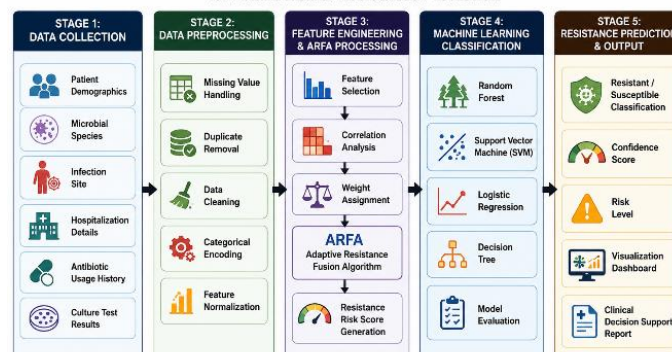 STAGE 1:
DATA COLLECTION
Patient
Demographics
Microbial
Species
Infection
Site
Hospitalization
Details
Antibiotic
Usage History
Culture Test
Results
STAGE 2:
DATA PREPROCESSING
Missing Value
Handling
Duplicate
Removal
Data
Cleaning
Categorical
Encoding
Feature
Normalization
STAGE 3:
FEATURE ENGINEERING
& ARFA PROCESSING
Feature
Selection
Correlation
Analysis
Weight
Assignment
ARFA
Adaptive Resistance
Fusion Algorithm
Resistance
Risk Score
Generation
STAGE 4:
MACHINE LEARNING
CLASSIFICATION
Random
Forest
Support Vector
Machine (SVM)
Logistic
Regression
Decision
Tree
Model
Evaluation
STAGE 5:
RESISTANCE PREDICTION
& OUTPUT
Resistant /
Susceptible
Classification
Confidence
Score
Risk
Level
Visualization
Dashboard
Clinical
Decision Support
Report